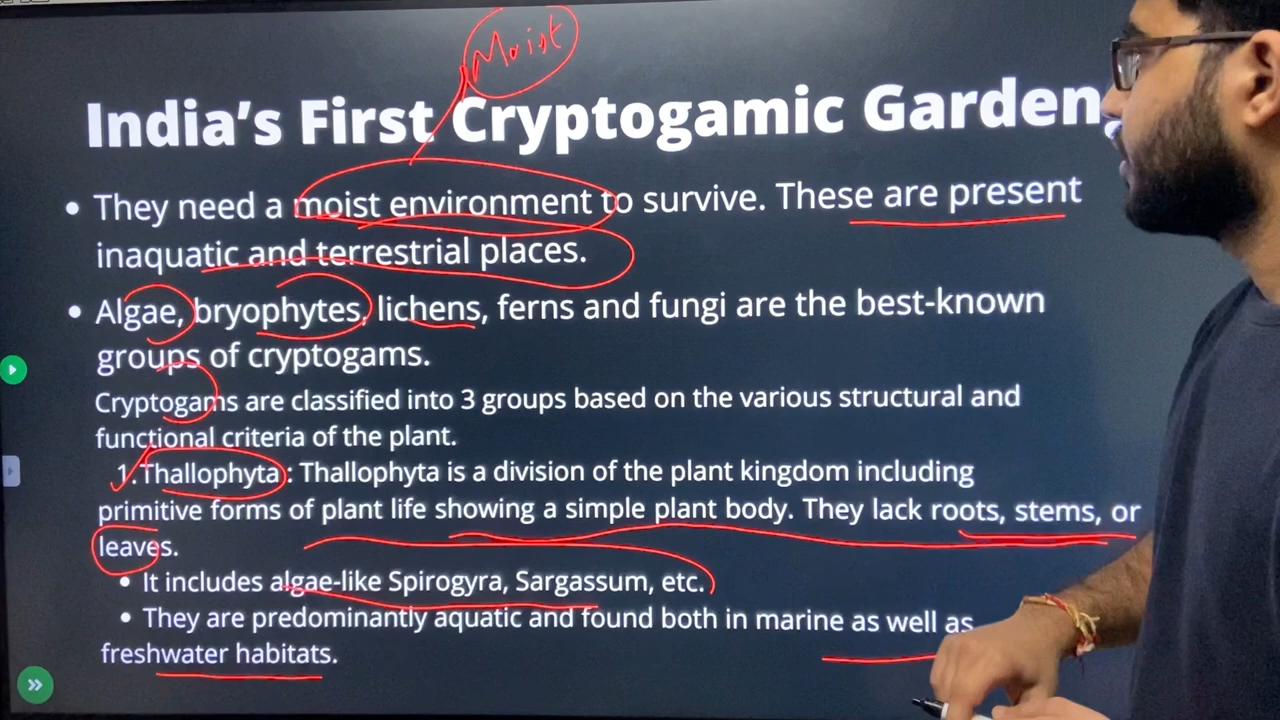 Moist
India's First Cryptogamic Garden,
• They need a moist environment to survive. These are present
inaquatic and terrestrial places.
• Algae, bryophytes, lichens, ferns and fungi are the best-known
groups of cryptogams.
Cryptogams are classified into 3 groups based on the various structural and
functional criteria of the plant.
1. Thallophyta : Thallophyta is a division of the plant kingdom including
primitive forms of plant life showing a simple plant body. They lack roots, stems, or
leaves.
• It includes algae-like Spirogyra, Sargassum, etc.
• They are predominantly aquatic and found both in marine as well as
freshwater habitats.